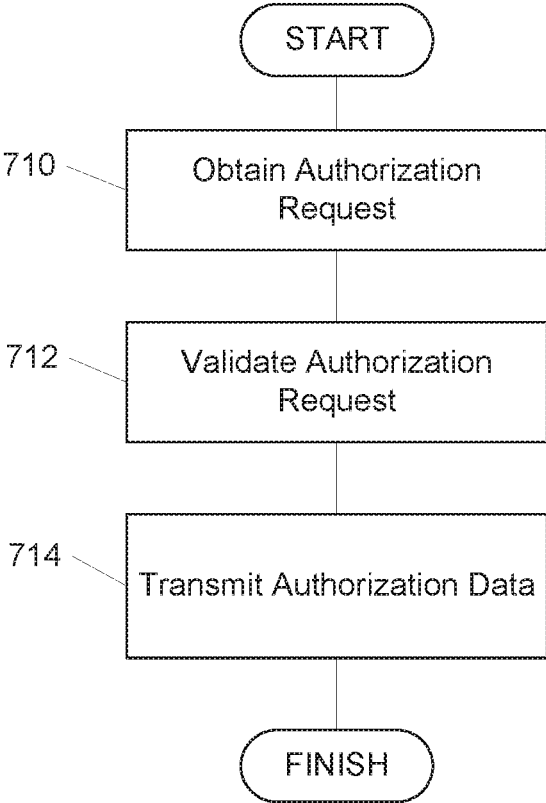 START
710
Obtain Authorization
Request
712
Validate Authorization
Request
714
Transmit Authorization Data
FINISH